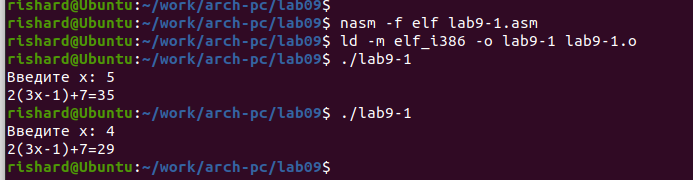 rishard@Ubuntu:~/work/arch-pc/lab09$
rishard@Ubuntu:~/work/arch-pc/lab09$ nasm -f elf lab9-1.asm
rishard@Ubuntu:~/work/arch-pc/lab09$ ld -m elf_i386 -o lab9-1 lab9-1.o
rishard@Ubuntu:~/work/arch-pc/lab09$ ./lab9-1
Введите x: 5
2(3x-1)+7=35
rishard@Ubuntu:~/work/arch-pc/lab09$ ./lab9-1
Введите x: 4
2(3x-1)+7=29
rishard@Ubuntu:~/work/arch-pc/lab09$